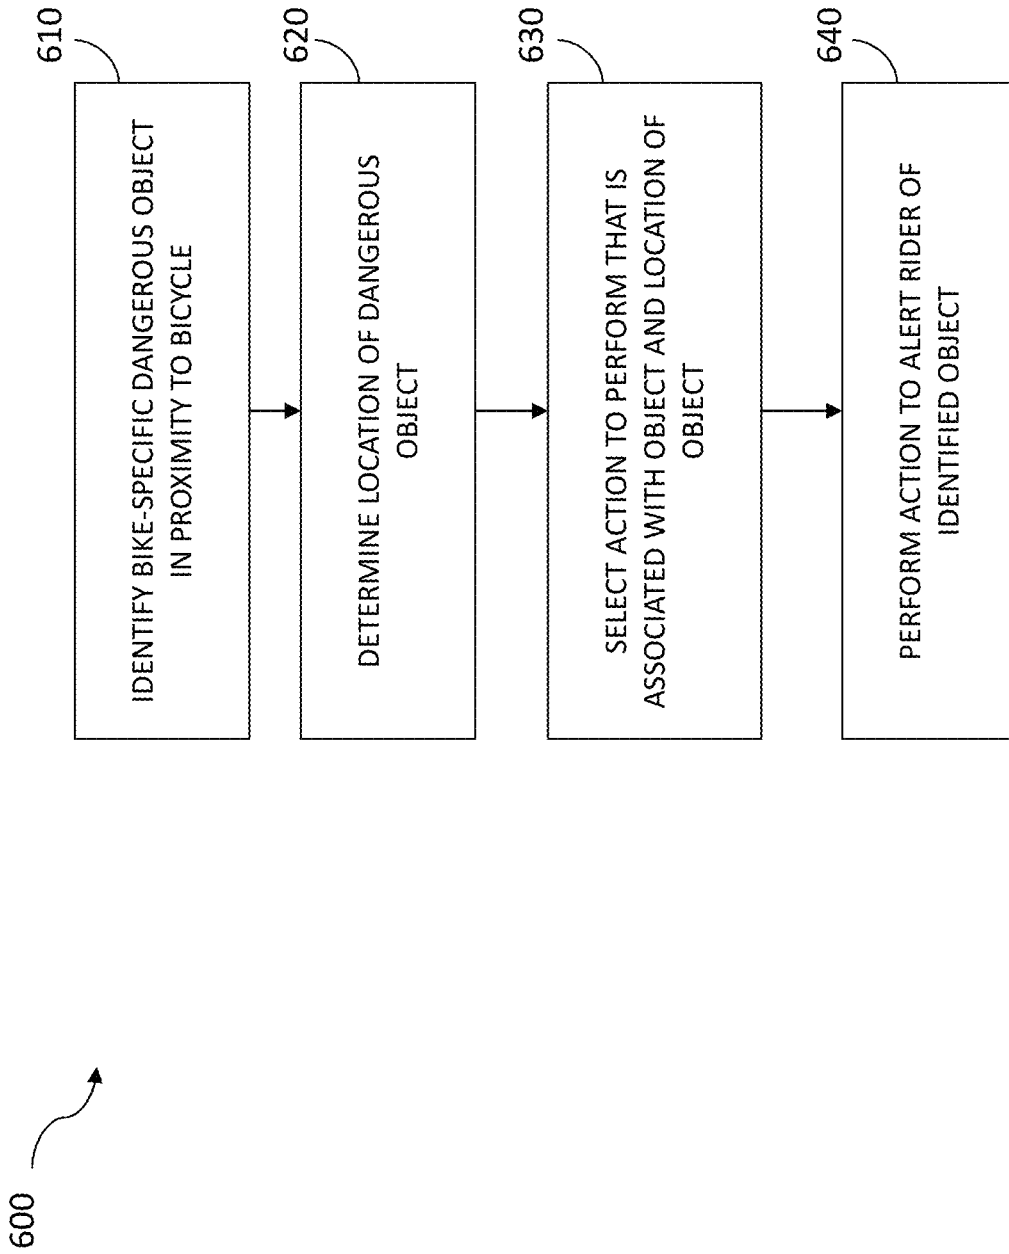 600
610
IDENTIFY BIKE-SPECIFIC DANGEROUS OBJECT
IN PROXIMITY TO BICYCLE
620
DETERMINE LOCATION OF DANGEROUS
OBJECT
630
SELECT ACTION TO PERFORM THAT IS
ASSOCIATED WITH OBJECT AND LOCATION OF
OBJECT
640
PERFORM ACTION TO ALERT RIDER OF
IDENTIFIED OBJECT